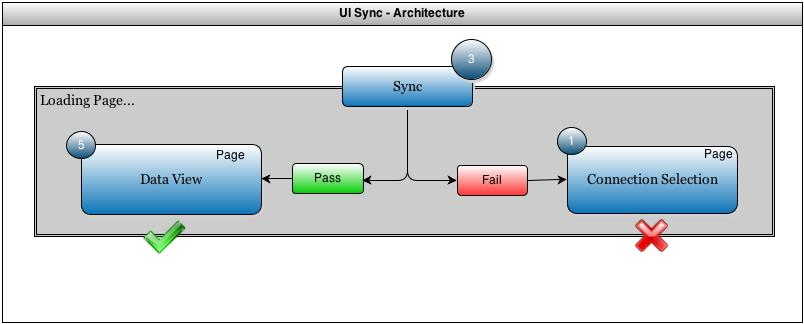 UI Sync - Architecture
3
Sync
Loading Page...
5
Page
Data View
Pass
Fail
1
Page
Connection Selection